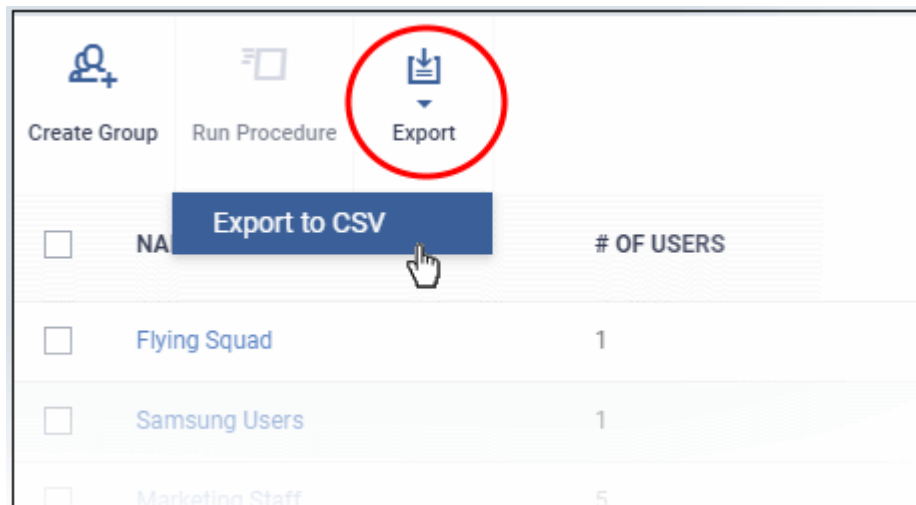 Create Group
Run Procedure
Export
Export to CSV
NA
# OF USERS
Flying Squad
1
Samsung Users
1
Marketing Staff
5